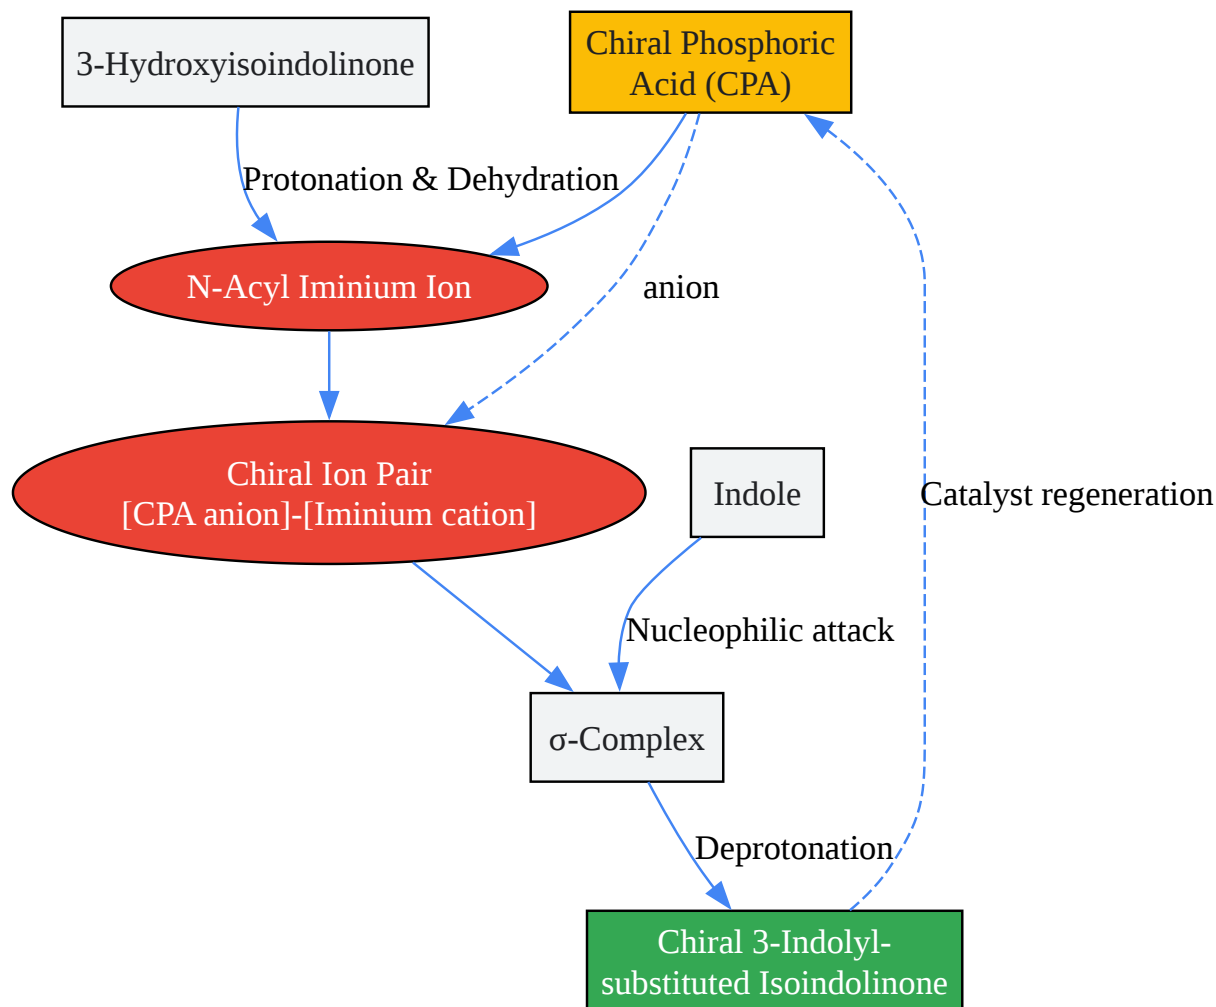 3-Hydroxyisoindolinone
Chiral Phosphoric
Acid (CPA)
Protonation & Dehydration
N-Acyl Iminium Ion
anion
Chiral Ion Pair
[CPA anion]-[Iminium cation]
Indole
Catalyst regeneration
Nucleophilic attack
σ-Complex
Deprotonation
Chiral 3-Indolyl-
substituted Isoindolinone